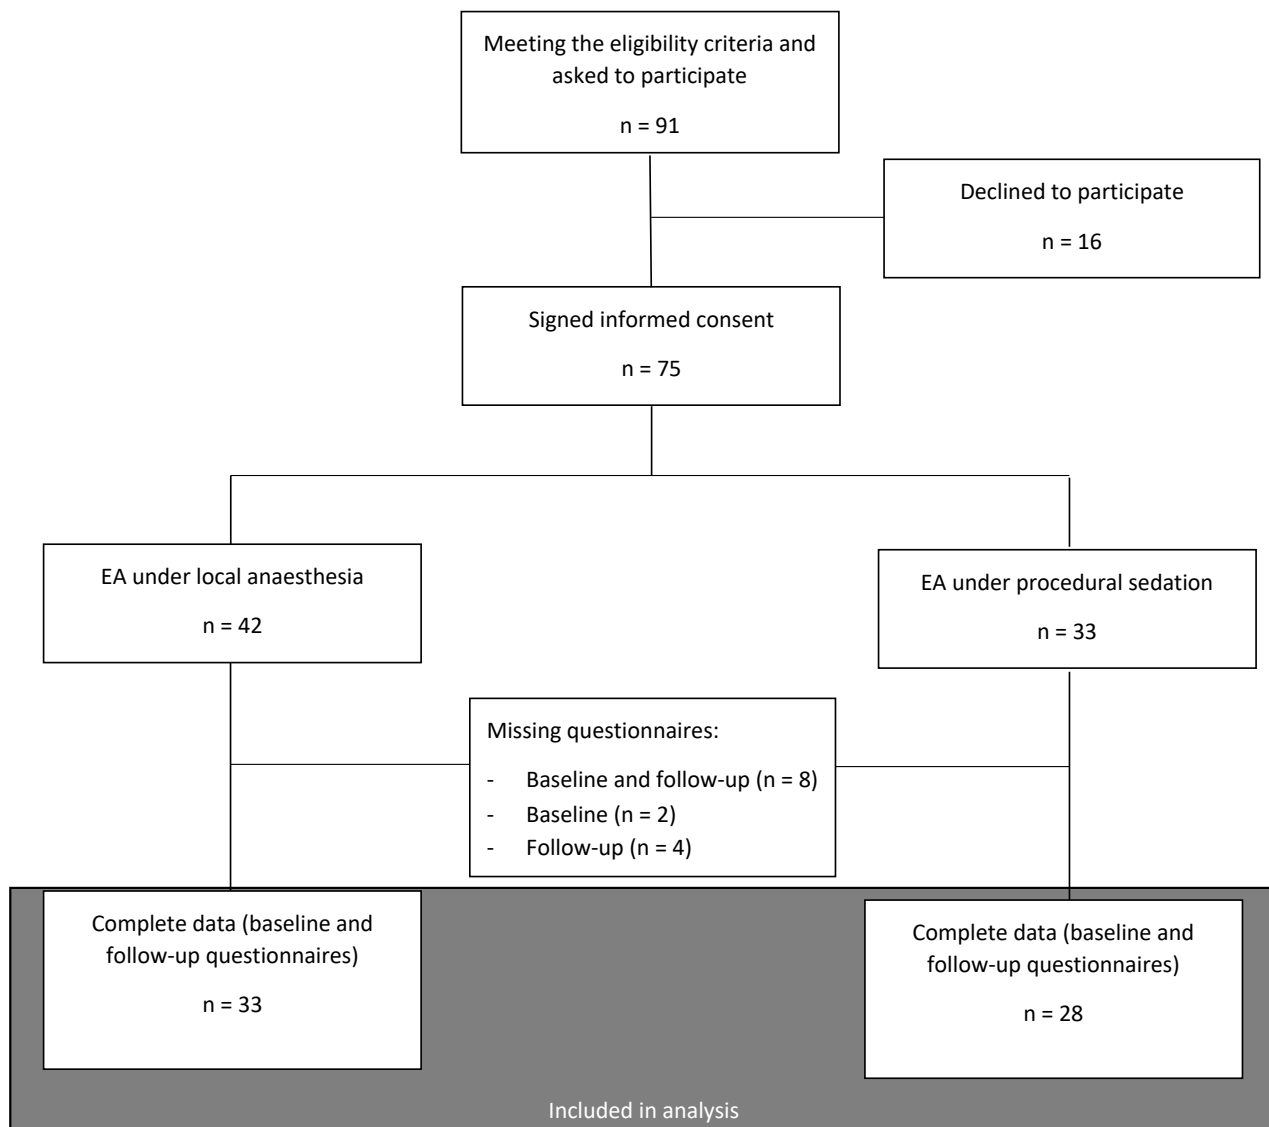 Meeting the eligibility criteria and
asked to participate
n = 91
Declined to participate
n = 16
Signed informed consent
n = 75
EA under local anaesthesia
n = 42
EA under procedural sedation
n = 33
Missing questionnaires:
- Baseline and follow-up (n = 8)
- Baseline (n = 2)
- Follow-up (n = 4)
Complete data (baseline and
follow-up questionnaires)
n = 33
Complete data (baseline and
follow-up questionnaires)
n = 28
Included in analysis